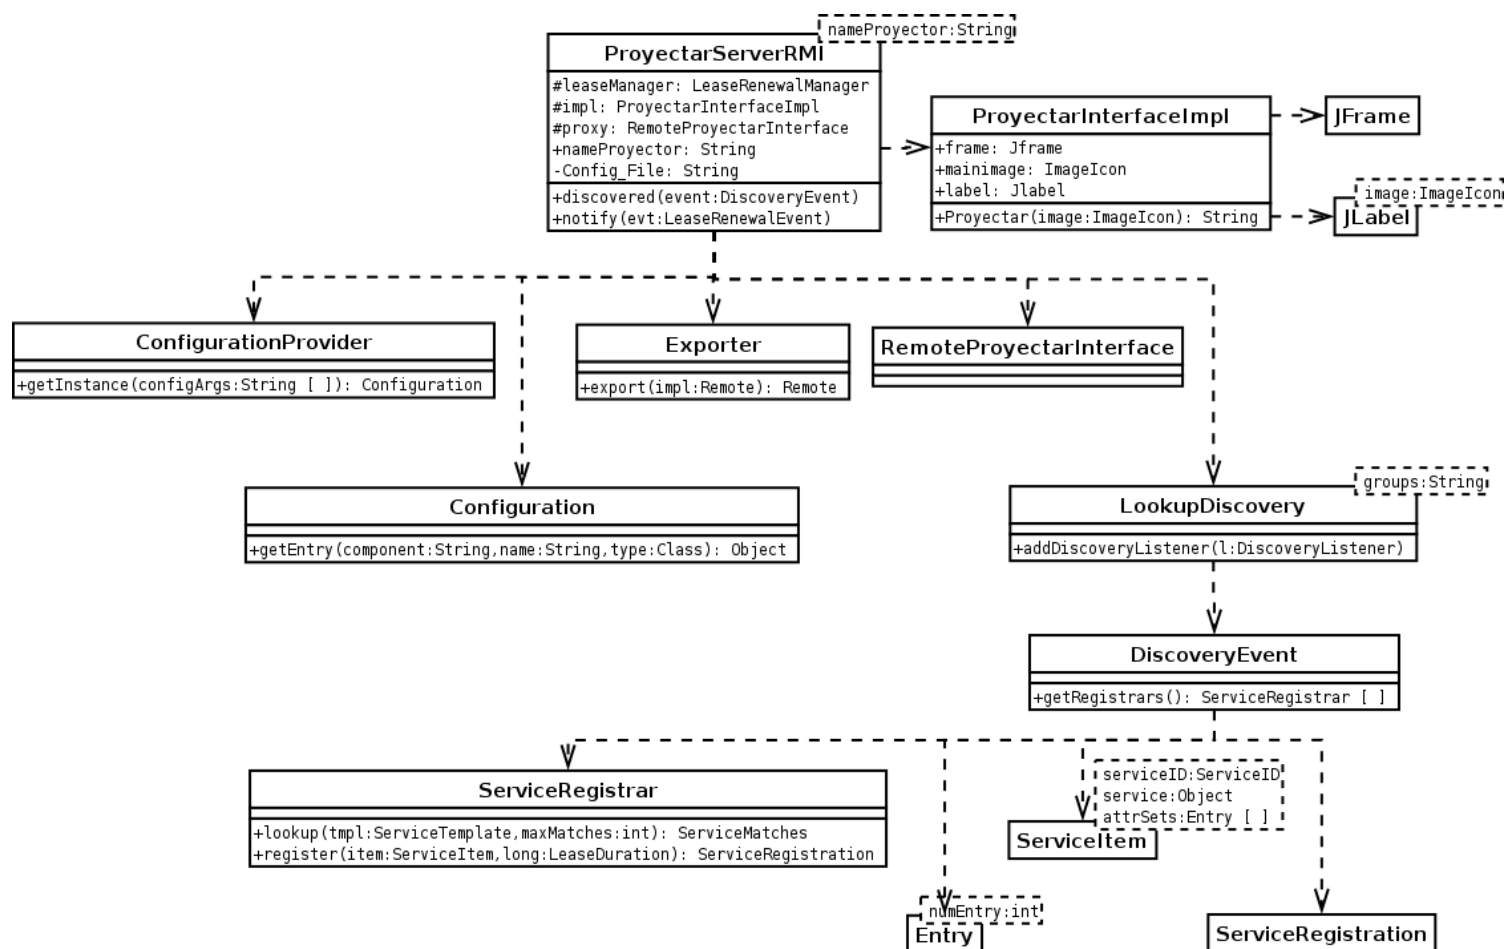 nameProyector:String
ProyectarServerRMI
#leaseManager: LeaseRenewalManager
#impl: ProyectarInterfaceImpl
#proxy: RemoteProyectarInterface
+nameProyector: String
-Config_File: String
+discovered(event:DiscoveryEvent)
+notify(evt:LeaseRenewalEvent)
ProyectarInterfaceImpl
+frame: Jframe
+mainimage: ImageIcon
+label: Jlabel
+Proyectar(image:ImageIcon): String
JFrame
image:ImageIcon
JLabel
ConfigurationProvider
+getInstance(configArgs:String [ ]): Configuration
Exporter
+export(impl:Remote): Remote
RemoteProyectarInterface
Configuration
+getEntry(component:String,name:String,type:Class): Object
groups:String
LookupDiscovery
+addDiscoveryListener(l:DiscoveryListener)
DiscoveryEvent
+getRegistrars(): ServiceRegistrar [ ]
ServiceRegistrar
+lookup(tmpl:ServiceTemplate,maxMatches:int): ServiceMatches
+register(item:ServiceItem,long:LeaseDuration): ServiceRegistration
serviceID:ServiceID
service:Object
attrSets:Entry [ ]
ServiceItem
numEntry:int
Entry
ServiceRegistration